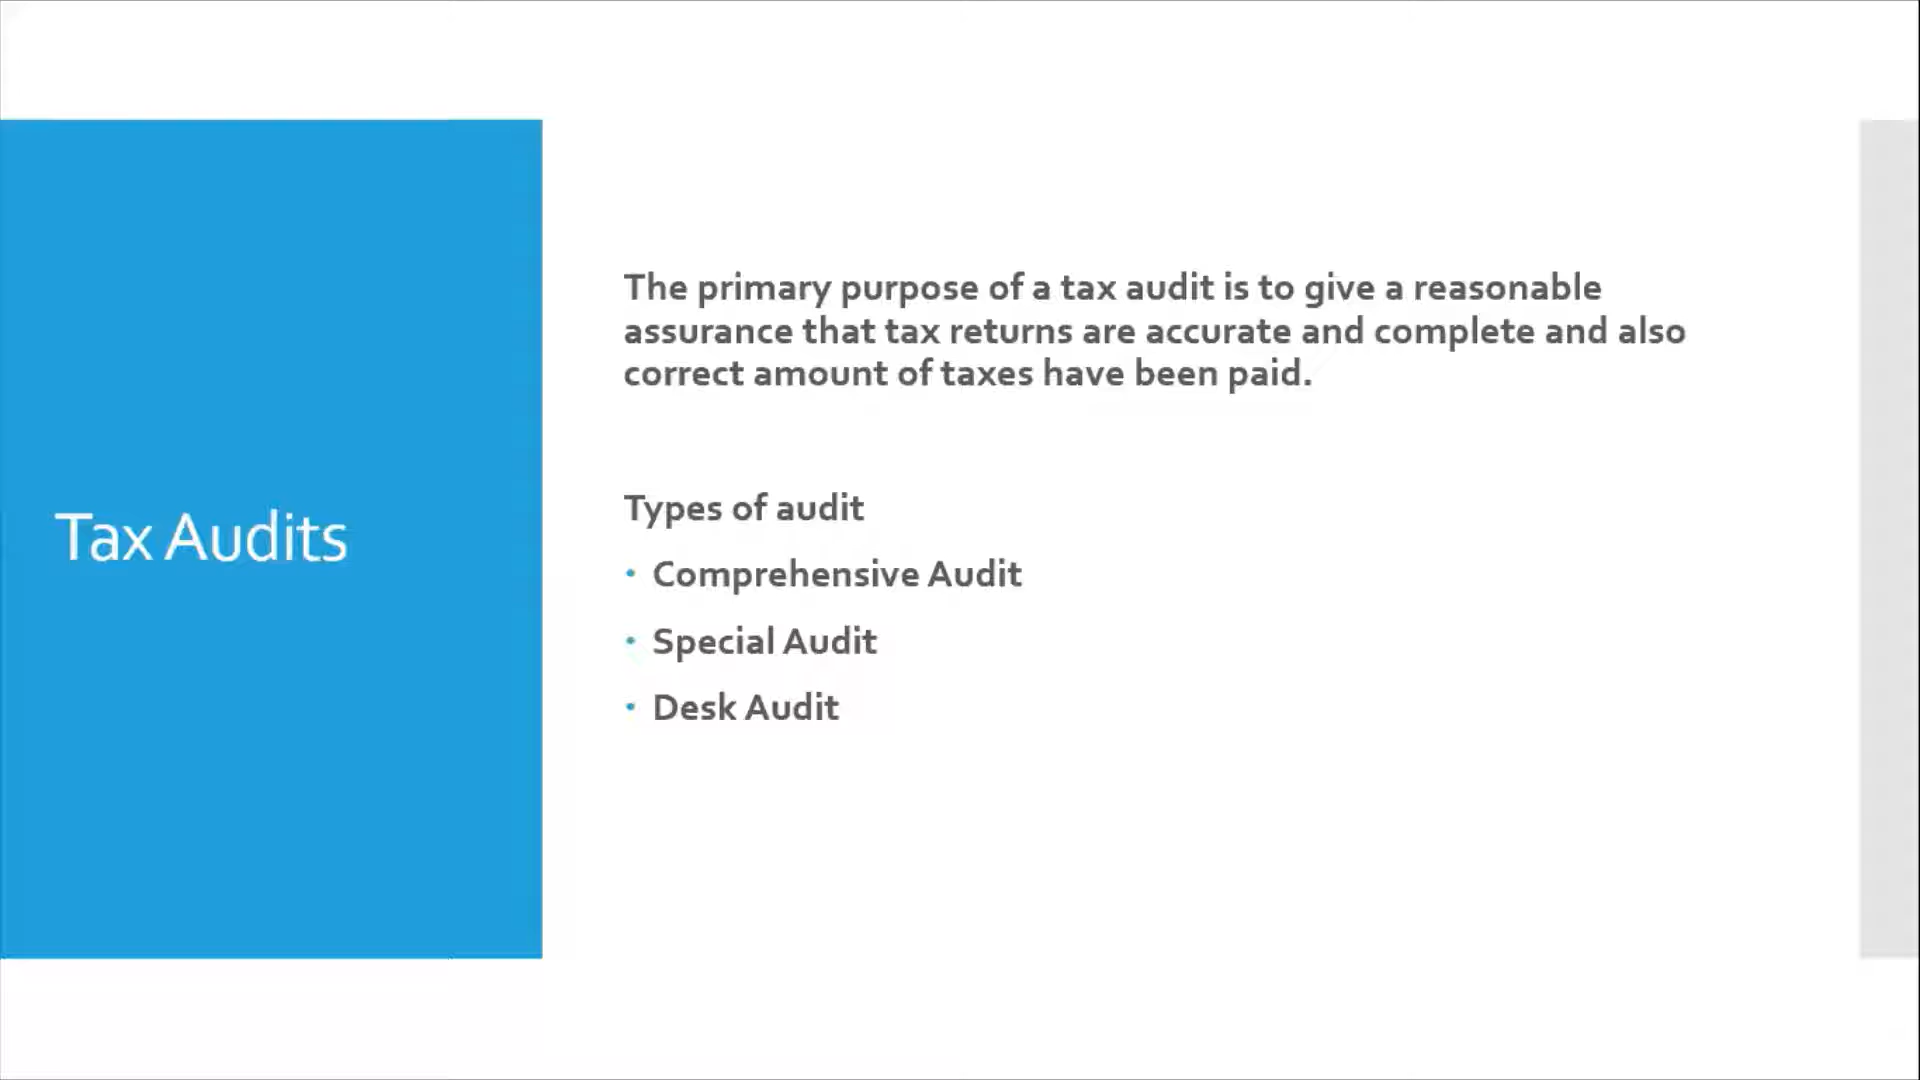 Tax Audits
The primary purpose of a tax audit is to give a reasonable
assurance that tax returns are accurate and complete and also
correct amount of taxes have been paid.
Types of audit
• Comprehensive Audit
• Special Audit
• Desk Audit